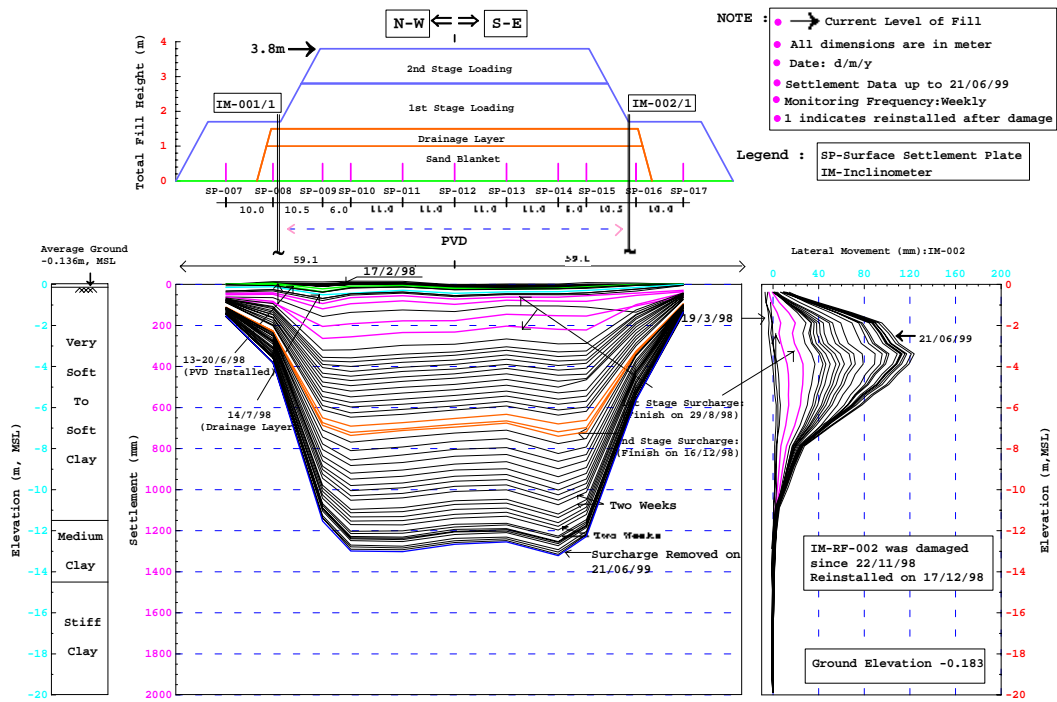 N-W
S-E
NOTE :
Current Level of Fill
All dimensions are in meter
Date: d/m/y
Settlement Data up to 21/06/99
Monitoring Frequency:Weekly
1 indicates reinstalled after damage
Legend :
SP-Surface Settlement Plate
IM-Inclinometer
Total Fill Height (m)
4
3
2
1
0
3.8m
2nd Stage Loading
1st Stage Loading
Drainage Layer
Sand Blanket
IM-001/1
IM-002/1
SP-007 SP-008 SP-009 SP-010 SP-011 SP-012 SP-013 SP-014 SP-015 SP-016 SP-017
10.0 10.5 6.0 11.0 11.0 11.0 11.0
PVD
59.1
Average Ground
-0.136m, MSL
Elevation (m, MSL)
0
-2
-4
-6
-8
-10
-12
-14
-16
-18
-20
Very
Soft
To
Soft
Clay
Medium
Clay
Stiff
Clay
Settlement (mm)
0
200
400
600
800
1000
1200
1400
1600
1800
2000
17/2/98
13-20/6/98
(PVD Installed)
14/7/98
(Drainage Layer
19/3/98
t Stage Surcharge:
Finish on 29/8/98)
nd Stage Surcharge:
(Finish on 16/12/98)
Two Weeks
Two Weeks
Surcharge Removed on
21/06/99
Lateral Movement (mm):IM-002
0 40 80 120 160 200
21/06/99
IM-RF-002 was damaged
since 22/11/98
Reinstalled on 17/12/98
Ground Elevation -0.183
0
-2
-4
-6
-8
-10
-12
-14
-16
-18
-20
Elevation (m,MSL)